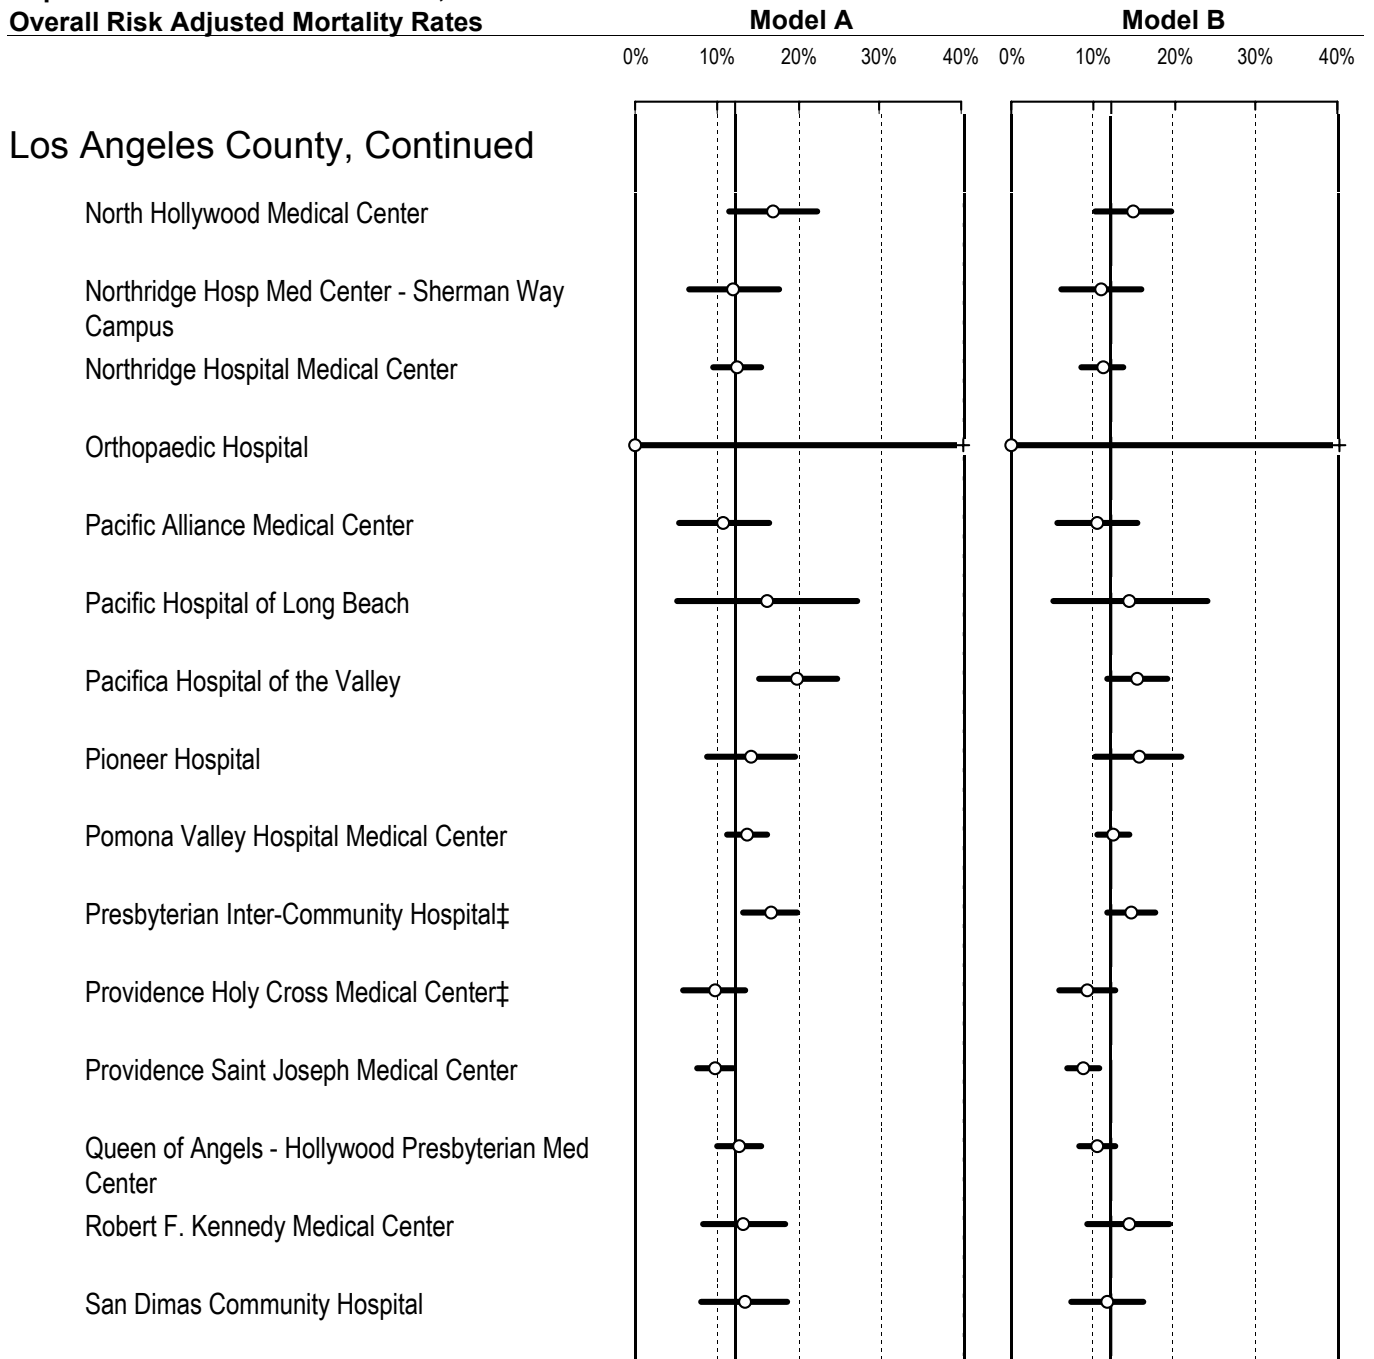 Overall Risk Adjusted Mortality Rates Model A Model B
0% 10% 20% 30% 40% 0% 10% 20% 30% 40%
Los Angeles County, Continued
North Hollywood Medical Center
Northridge Hosp Med Center - Sherman Way
Campus
Northridge Hospital Medical Center
Orthopaedic Hospital
Pacific Alliance Medical Center
Pacific Hospital of Long Beach
Pacifica Hospital of the Valley
Pioneer Hospital
Pomona Valley Hospital Medical Center
Presbyterian Inter-Community Hospital‡
Providence Holy Cross Medical Center‡
Providence Saint Joseph Medical Center
Queen of Angels - Hollywood Presbyterian Med
Center
Robert F. Kennedy Medical Center
San Dimas Community Hospital